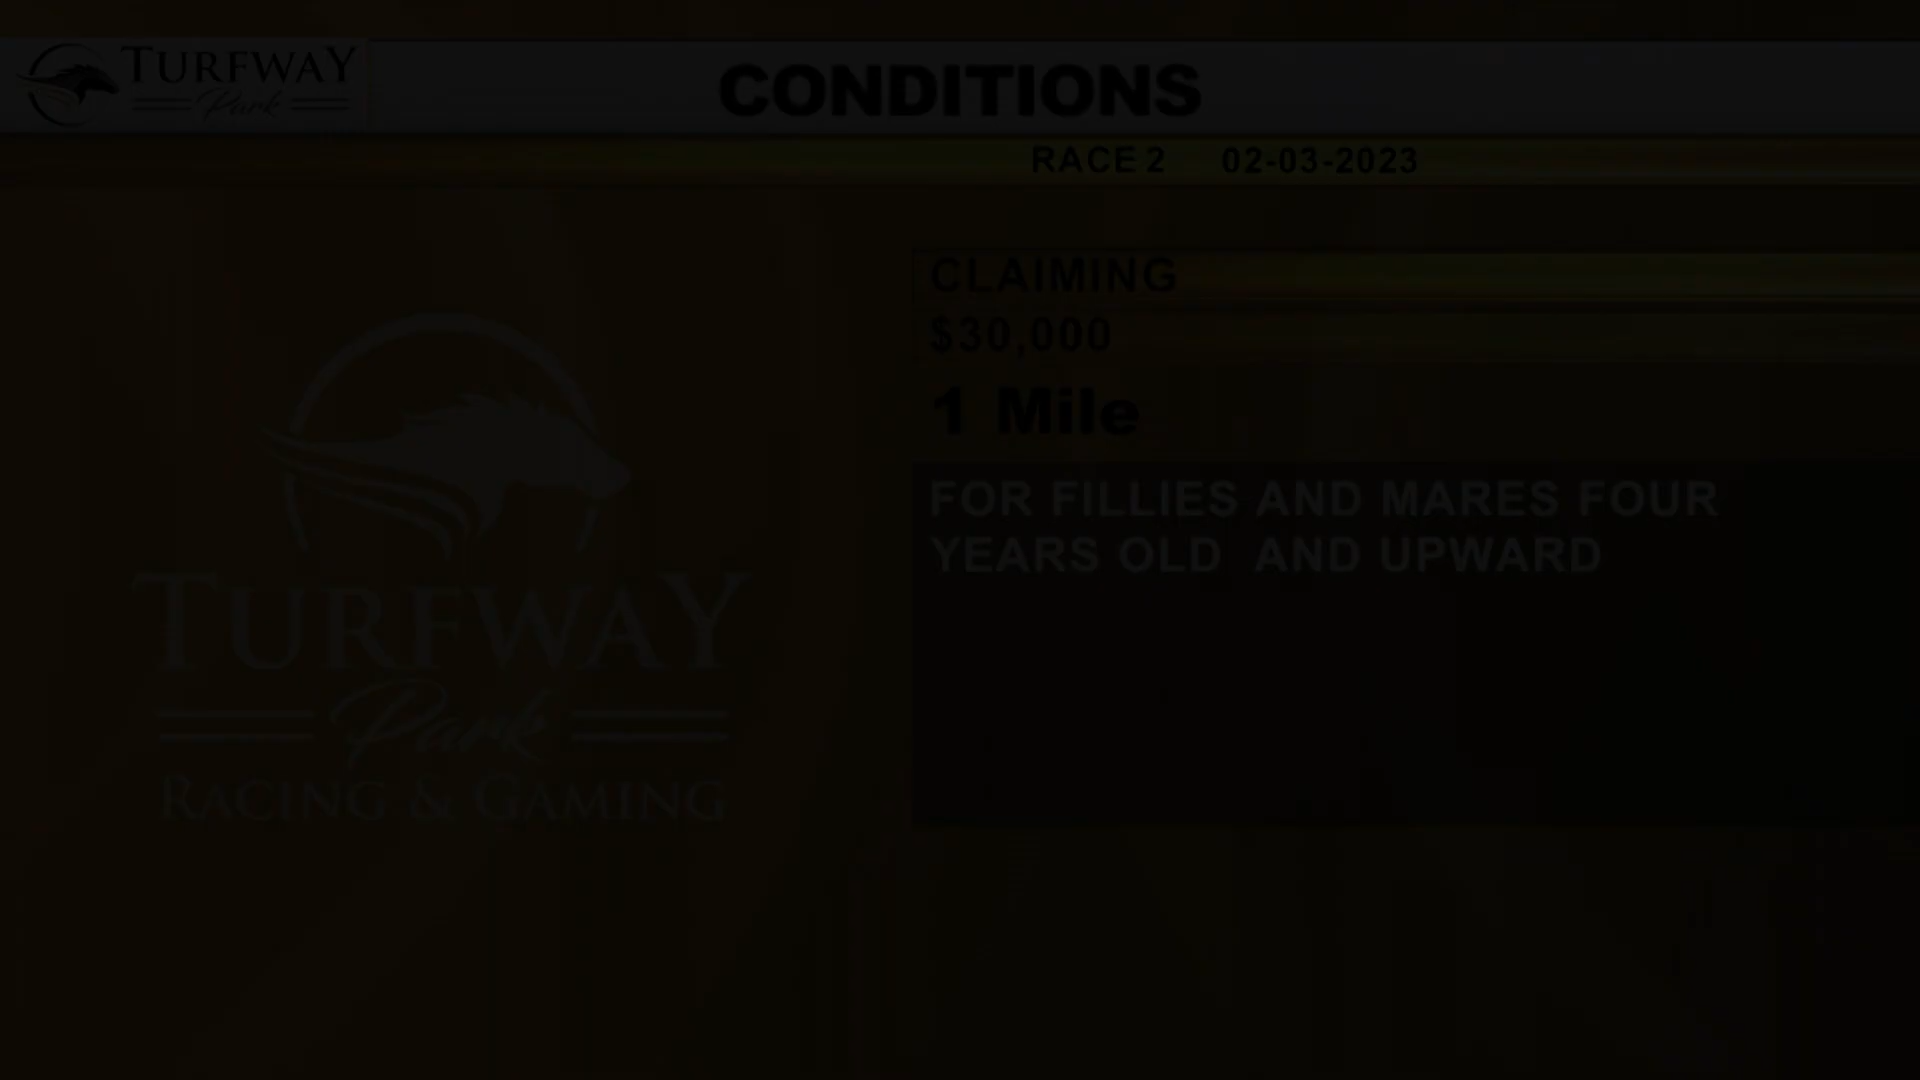 TURFWAY
Park
CONDITIONS
RACE 2 02-03-2023
CLAIMING
$30,000
1 Mile
FOR FILLIES AND MARES FOUR
YEARS OLD AND UPWARD
TURFWAY
Park
RACING & GAMING